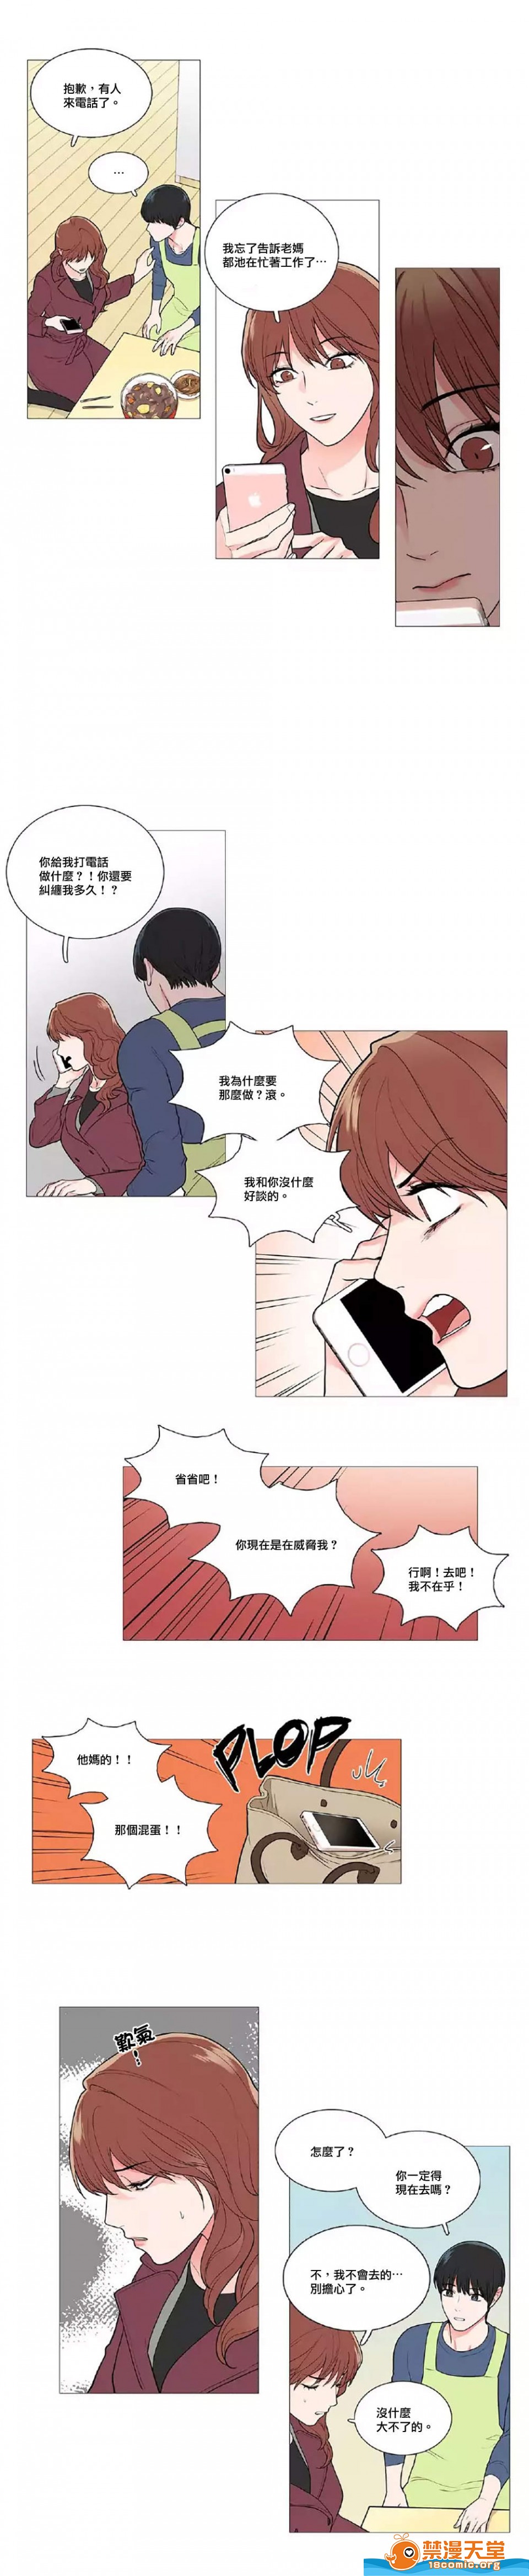 抱歉，有人
來電話了。
…
我忘了告訴老媽
都池在忙著工作了…
你給我打電話
做什麼？！你還要
糾纏我多久！？
我為什麼要
那麼做？滾。
我和你沒什麼
好談的。
省省吧！
你現在是在威脅我？
行啊！去吧！
我不在乎！
他媽的！！
PLOP
那個混蛋！！
歎氣
怎麼了？
你一定得
現在去嗎？
不，我不會去的…
別擔心了。
沒什麼
大不了的。
禁漫天堂
18comic.org